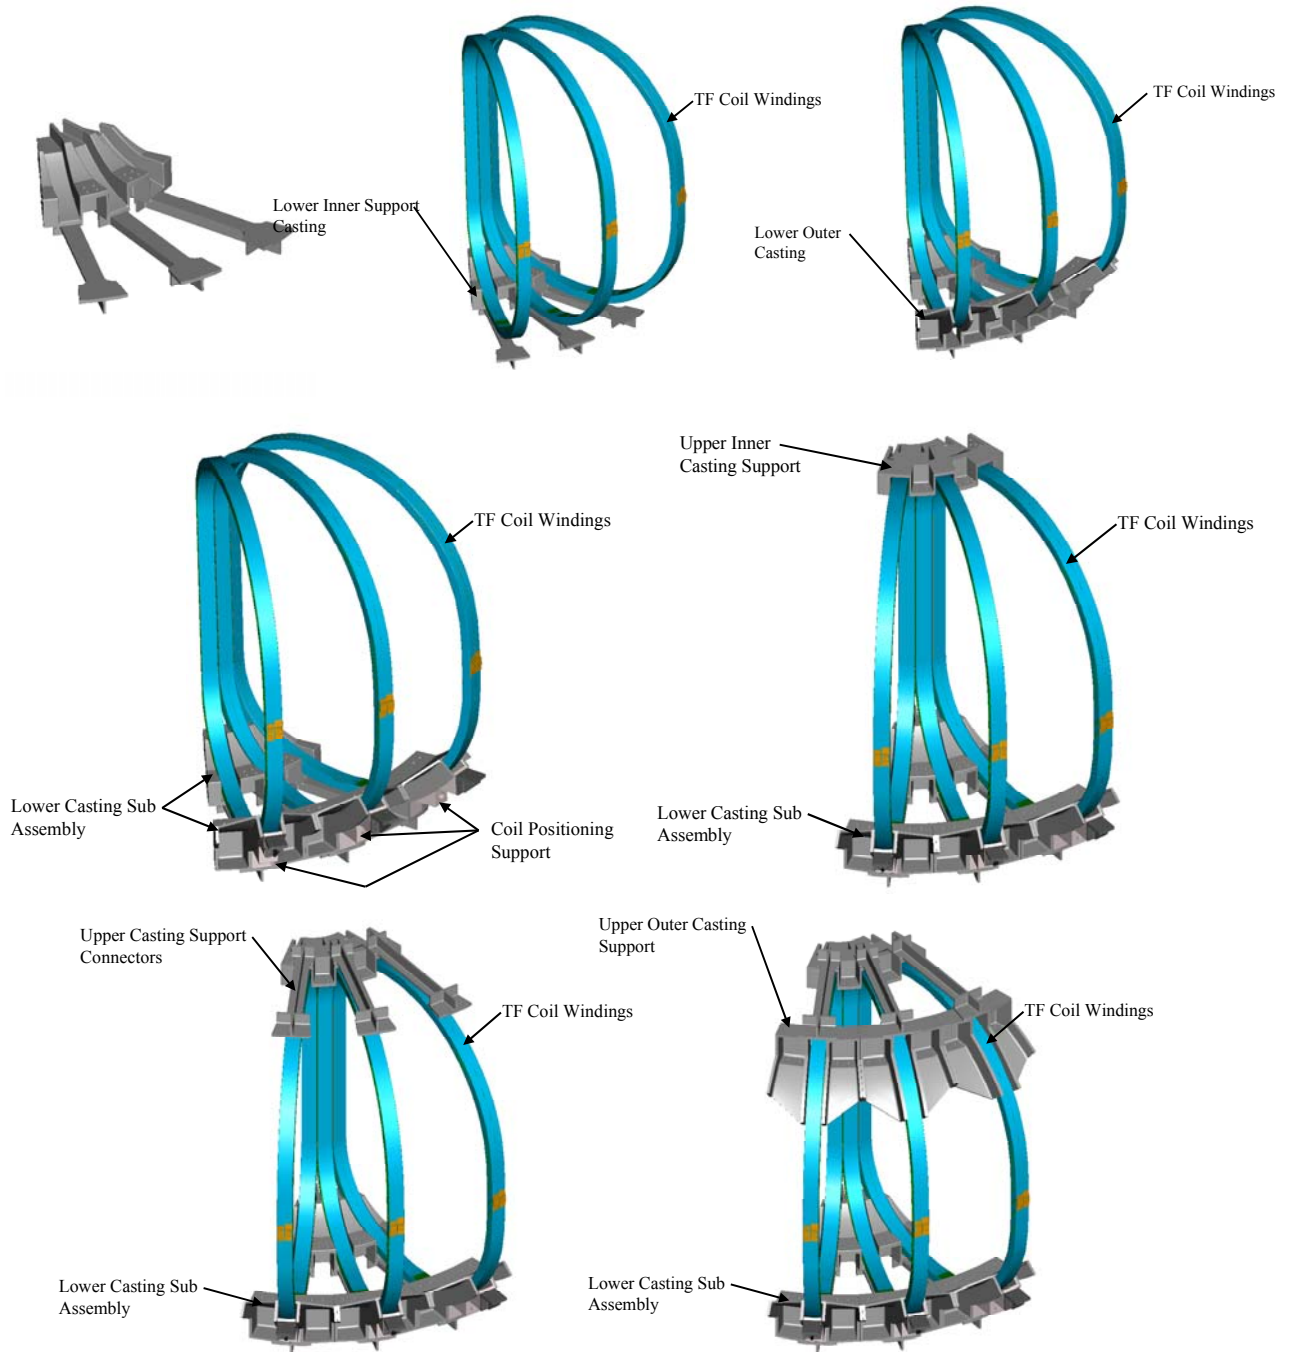 TF Coil Windings
TF Coil Windings
Lower Inner Support
Casting
Lower Outer
Casting
TF Coil Windings
Lower Casting Sub
Assembly
Coil Positioning
Support
Upper Inner
Casting Support
TF Coil Windings
Lower Casting Sub
Assembly
Upper Casting Support
Connectors
TF Coil Windings
Lower Casting Sub
Assembly
Upper Outer Casting
Support
TF Coil Windings
Lower Casting Sub
Assembly